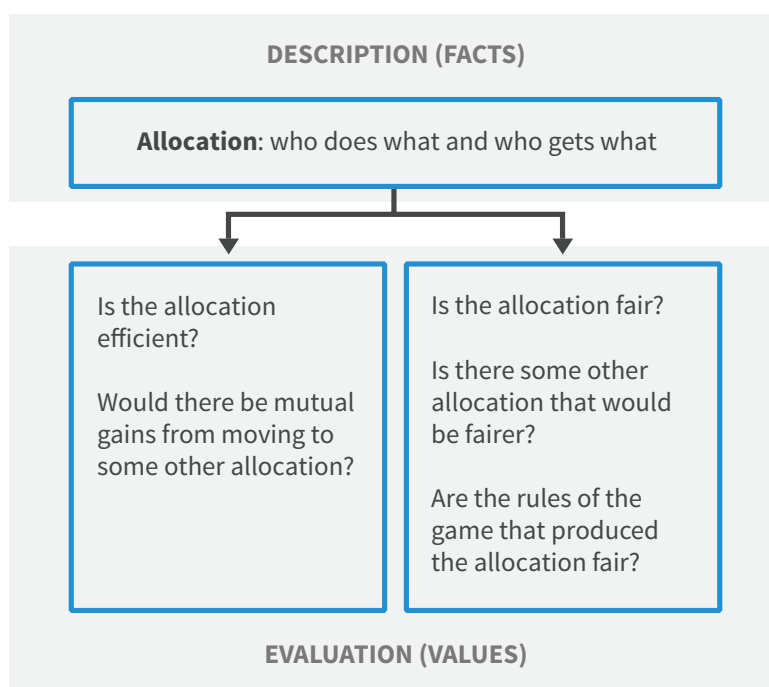 DESCRIPTION (FACTS)
Allocation: who does what and who gets what
Is the allocation
efficient?
Would there be mutual
gains from moving to
some other allocation?
Is the allocation fair?
Is there some other
allocation that would
be fairer?
Are the rules of the
game that produced
the allocation fair?
EVALUATION (VALUES)